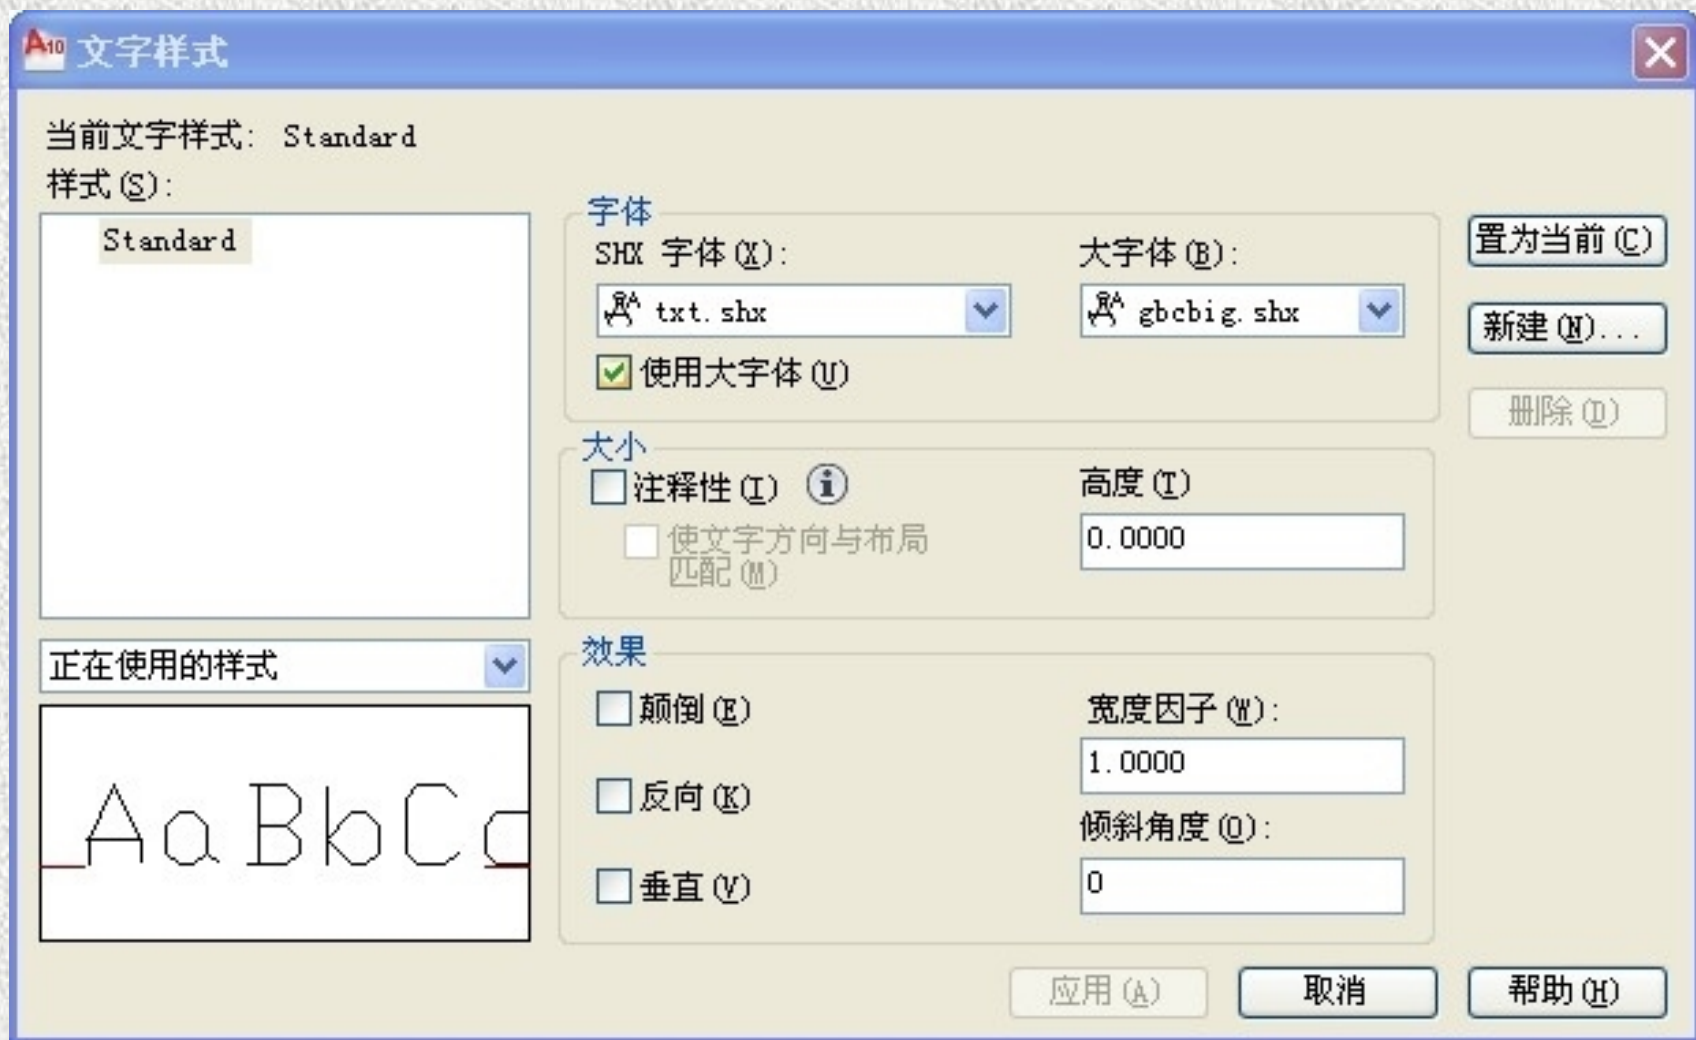 A10 文字样式
当前文字样式: Standard
样式(S):
Standard
正在使用的样式
AaBbCc
字体
SHX 字体(X):
txt.shx
使用大字体(U)
大字体(B):
gbcbig.shx
大小
注释性(I)
使文字方向与布局
匹配(M)
高度(T)
0.0000
效果
颠倒(E)
反向(K)
垂直(V)
宽度因子(W):
1.0000
倾斜角度(O):
0
置为当前(C)
新建(N)...
删除(D)
应用(A)
取消
帮助(H)